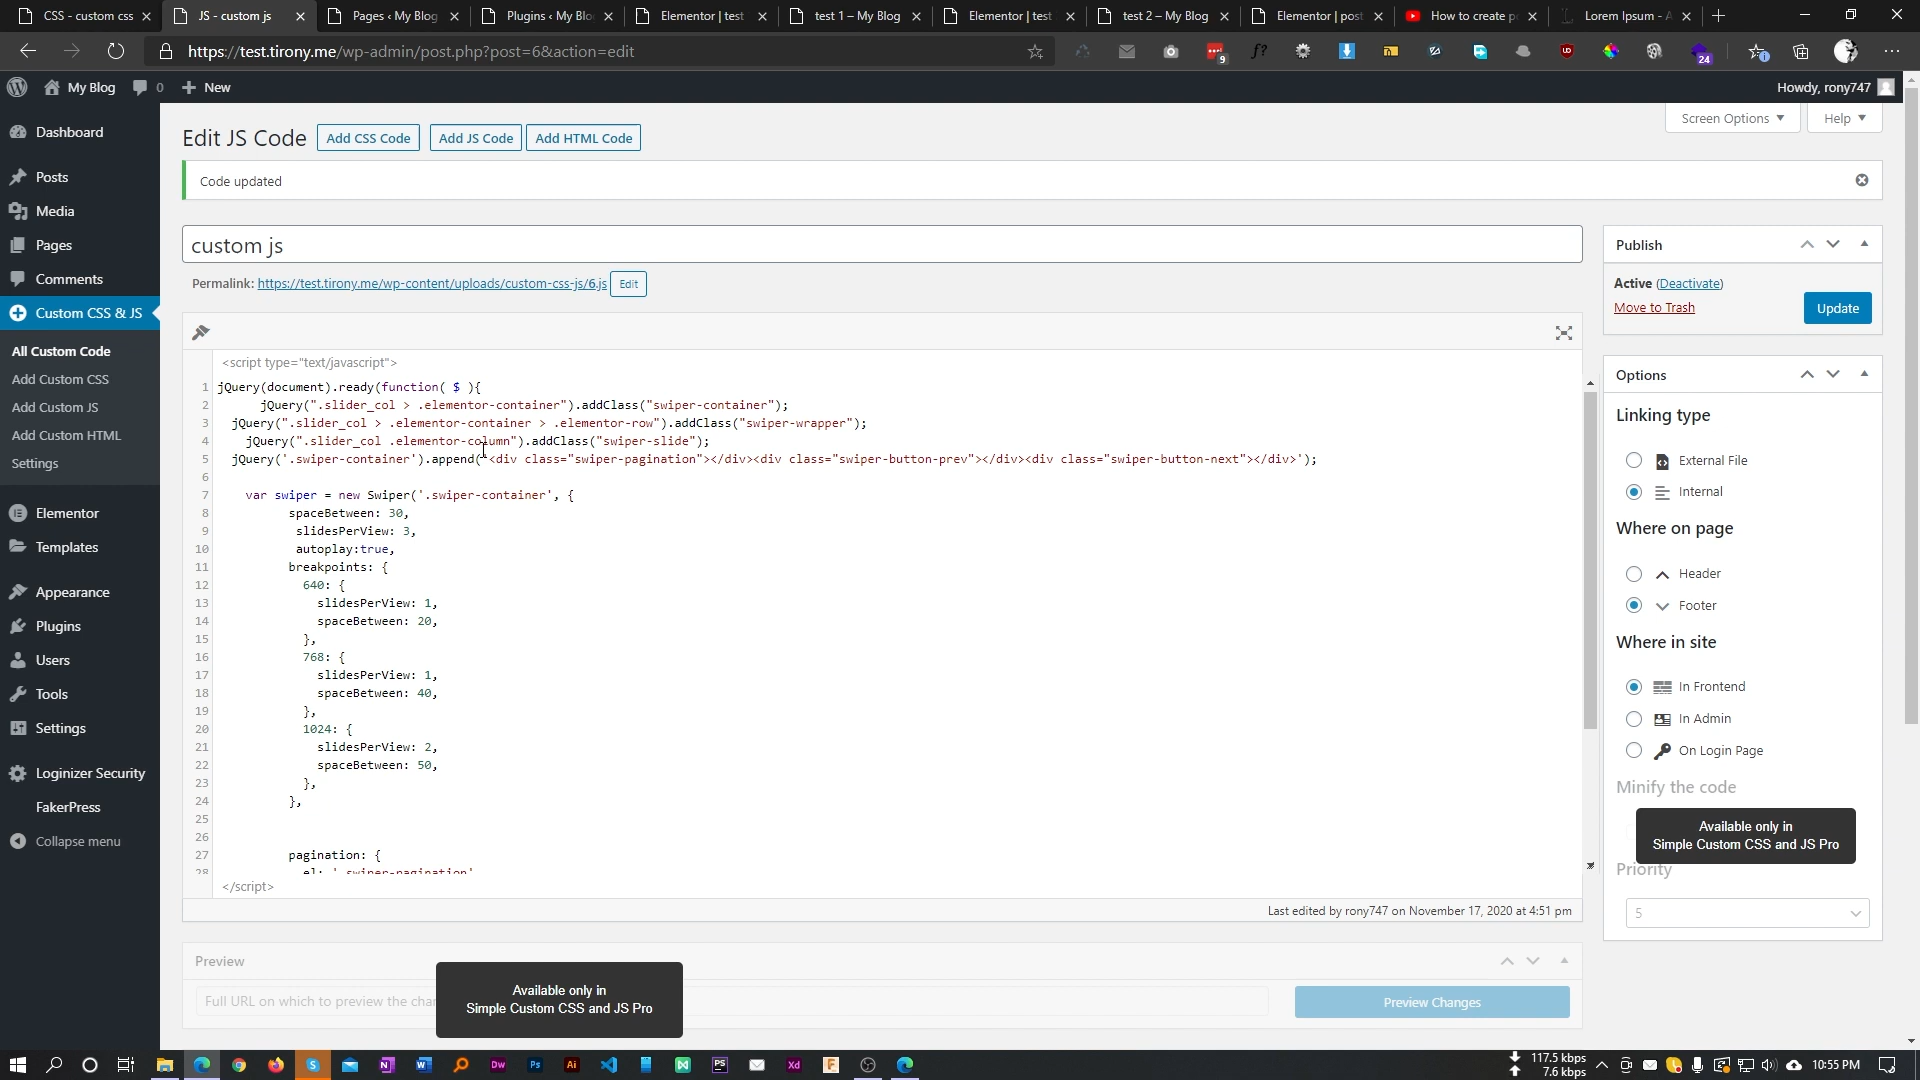 CSS - custom css
JS - custom js
Pages ‹ My Blog
Plugins ‹ My Blo
Elementor | test
test 1 – My Blog
Elementor | test
test 2 – My Blog
Elementor | post
How to create p
Lorem Ipsum - A
https://test.tirony.me/wp-admin/post.php?post=6&action=edit
9
f?
24
My Blog
0
New
Howdy, rony747
Dashboard
Posts
Media
Pages
Comments
Custom CSS & JS
All Custom Code
Add Custom CSS
Add Custom JS
Add Custom HTML
Settings
Elementor
Templates
Appearance
Plugins
Users
Tools
Settings
Loginizer Security
FakerPress
Collapse menu
Screen Options
Help
Edit JS Code
Add CSS Code
Add JS Code
Add HTML Code
Code updated
custom js
Permalink: https://test.tirony.me/wp-content/uploads/custom-css-js/6.js
Edit
<script type="text/javascript">
1 jQuery(document).ready(function( $ ){
2 jQuery(".slider_col > .elementor-container").addClass("swiper-container");
3 jQuery(".slider_col > .elementor-container > .elementor-row").addClass("swiper-wrapper");
4 jQuery(".slider_col .elementor-column").addClass("swiper-slide");
5 jQuery('.swiper-container').append('<div class="swiper-pagination"></div><div class="swiper-button-prev"></div><div class="swiper-button-next"></div>');
6
7 var swiper = new Swiper('.swiper-container', {
8 spaceBetween: 30,
9 slidesPerView: 3,
10 autoplay:true,
11 breakpoints: {
12 640: {
13 slidesPerView: 1,
14 spaceBetween: 20,
15 },
16 768: {
17 slidesPerView: 1,
18 spaceBetween: 40,
19 },
20 1024: {
21 slidesPerView: 2,
22 spaceBetween: 50,
23 },
24 },
25
26
27 pagination: {
28 el: '.swiper-pagination'
</script>
Last edited by rony747 on November 17, 2020 at 4:51 pm
Preview
Full URL on which to preview the chan
Available only in
Simple Custom CSS and JS Pro
Preview Changes
Publish
Active (Deactivate)
Move to Trash
Update
Options
Linking type
External File
Internal
Where on page
Header
Footer
Where in site
In Frontend
In Admin
On Login Page
Minify the code
Available only in
Simple Custom CSS and JS Pro
Priority
5
117.5 kbps
7.6 kbps
10:55 PM